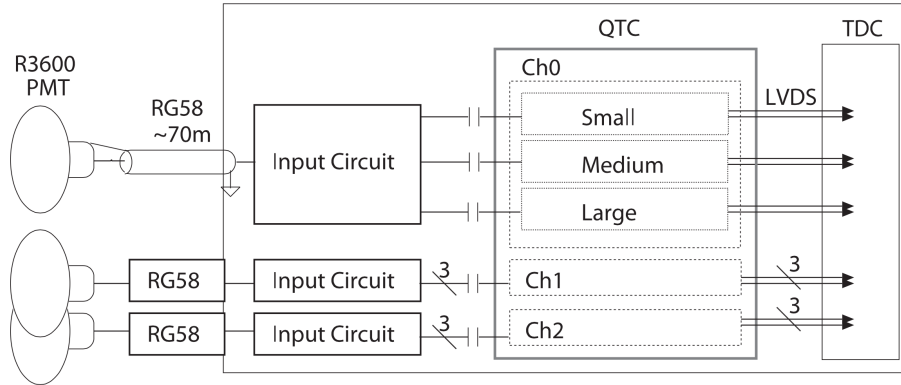 QTC
TDC
R3600
PMT
Ch0
RG58
~70m
LVDS
Small
Input Circuit
Medium
Large
RG58
Input Circuit
3
Ch1
3
RG58
Input Circuit
3
Ch2
3